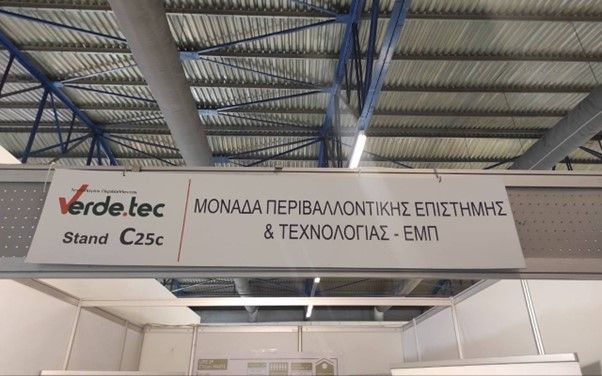 Verde.tec
Stand C25c
ΜΟΝΑΔΑ ΠΕΡΙΒΑΛΛΟΝΤΙΚΗΣ ΕΠΙΣΤΗΜΗΣ
& ΤΕΧΝΟΛΟΓΙΑΣ - ΕΜΠ